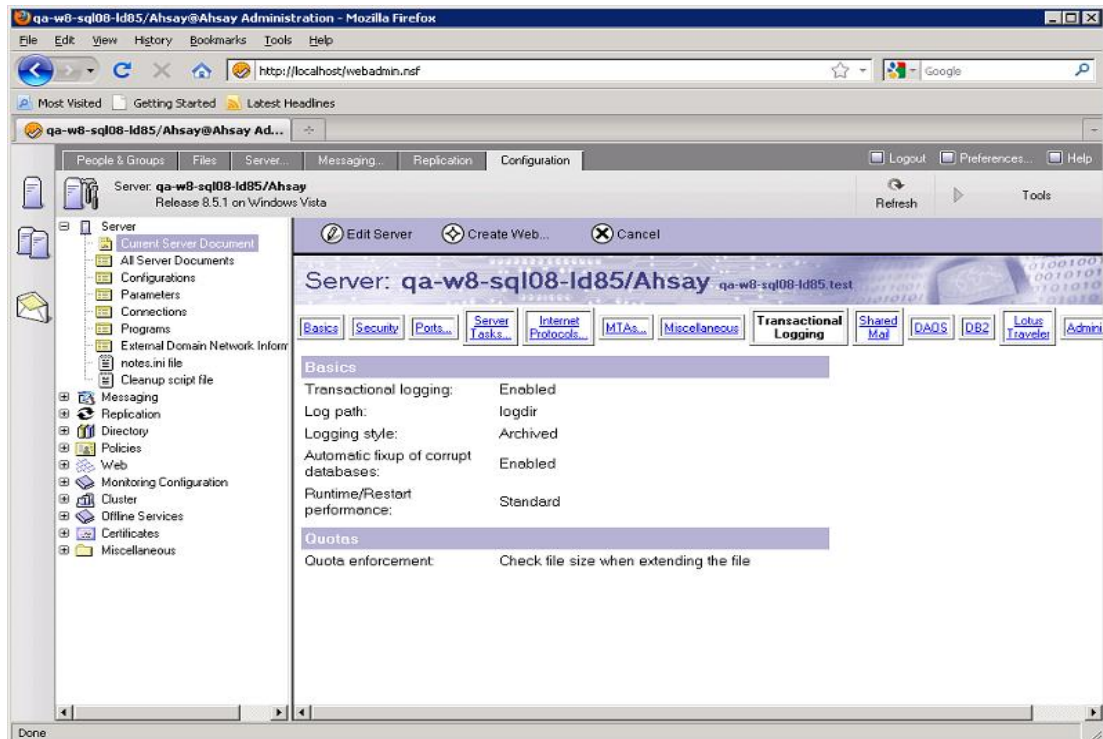 qa-w8-sql08-ld85/Ahsay@Ahsay Administration - Mozilla Firefox
File Edit View History Bookmarks Tools Help
http://localhost/webadmin.nsf
Google
Most Visited Getting Started Latest Headlines
qa-w8-sql08-ld85/Ahsay@Ahsay Ad...
People & Groups Files Server... Messaging... Replication Configuration Logout Preferences... Help
Server: qa-w8-sql08-ld85/Ahsay
Release 8.5.1 on Windows Vista
Refresh Tools
Server
Current Server Document
All Server Documents
Configurations
Parameters
Connections
Programs
External Domain Network Inform
notes.ini file
Cleanup script file
Messaging
Replication
Directory
Policies
Web
Monitoring Configuration
Cluster
Offline Services
Certificates
Miscellaneous
Edit Server Create Web... Cancel
Server: qa-w8-sql08-ld85/Ahsay qa-w8-sql08-ld85.test
Basics Security Ports... Server Tasks... Internet Protocols... MTAs... Miscellaneous Transactional Logging Shared Mail DAOS DB2 Lotus Traveler Admini
Basics
Transactional logging: Enabled
Log path: logdir
Logging style: Archived
Automatic fixup of corrupt databases: Enabled
Runtime/Restart performance: Standard
Quotas
Quota enforcement: Check file size when extending the file
Done